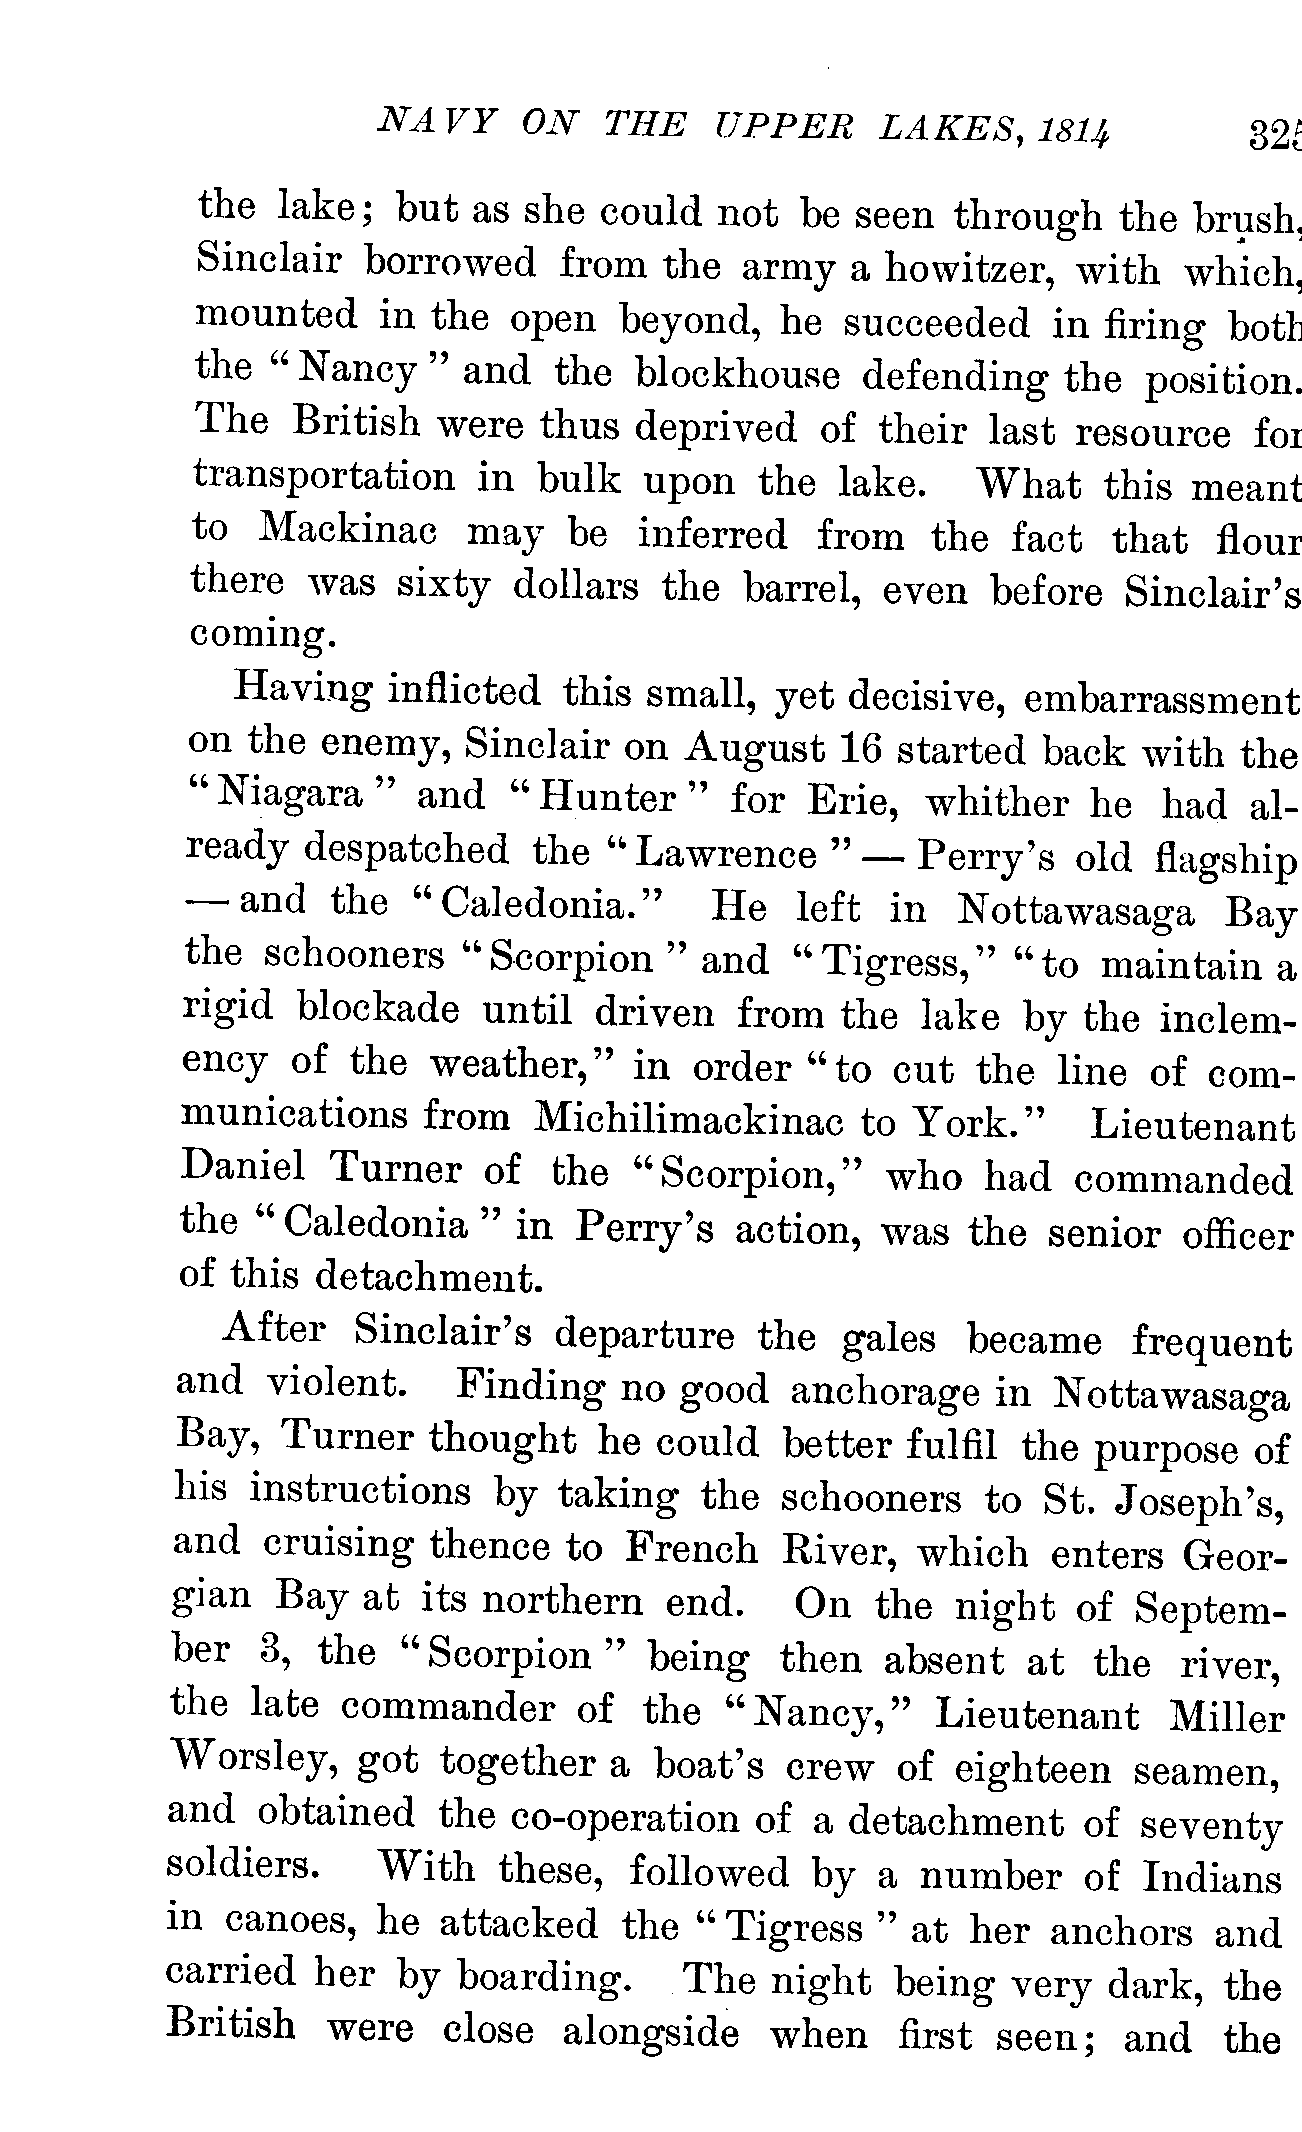 NAVY ON THE UPPER LAKES, 1814 325
the lake; but as she could not be seen through the brush,
Sinclair borrowed from the army a howitzer, with which,
mounted in the open beyond, he succeeded in firing both
the "Nancy" and the blockhouse defending the position.
The British were thus deprived of their last resource for
transportation in bulk upon the lake. What this meant
to Mackinac may be inferred from the fact that flour
there was sixty dollars the barrel, even before Sinclair's
coming.
Having inflicted this small, yet decisive, embarrassment
on the enemy, Sinclair on August 16 started back with the
"Niagara" and "Hunter" for Erie, whither he had al-
ready despatched the "Lawrence" — Perry's old flagship
— and the "Caledonia." He left in Nottawasaga Bay
the schooners "Scorpion" and "Tigress," "to maintain a
rigid blockade until driven from the lake by the inclem-
ency of the weather," in order "to cut the line of com-
munications from Michilimackinac to York." Lieutenant
Daniel Turner of the "Scorpion," who had commanded
the "Caledonia" in Perry's action, was the senior officer
of this detachment.
After Sinclair's departure the gales became frequent
and violent. Finding no good anchorage in Nottawasaga
Bay, Turner thought he could better fulfil the purpose of
his instructions by taking the schooners to St. Joseph's,
and cruising thence to French River, which enters Geor-
gian Bay at its northern end. On the night of Septem-
ber 3, the "Scorpion" being then absent at the river,
the late commander of the "Nancy," Lieutenant Miller
Worsley, got together a boat's crew of eighteen seamen,
and obtained the co-operation of a detachment of seventy
soldiers. With these, followed by a number of Indians
in canoes, he attacked the "Tigress" at her anchors and
carried her by boarding. The night being very dark, the
British were close alongside when first seen; and the